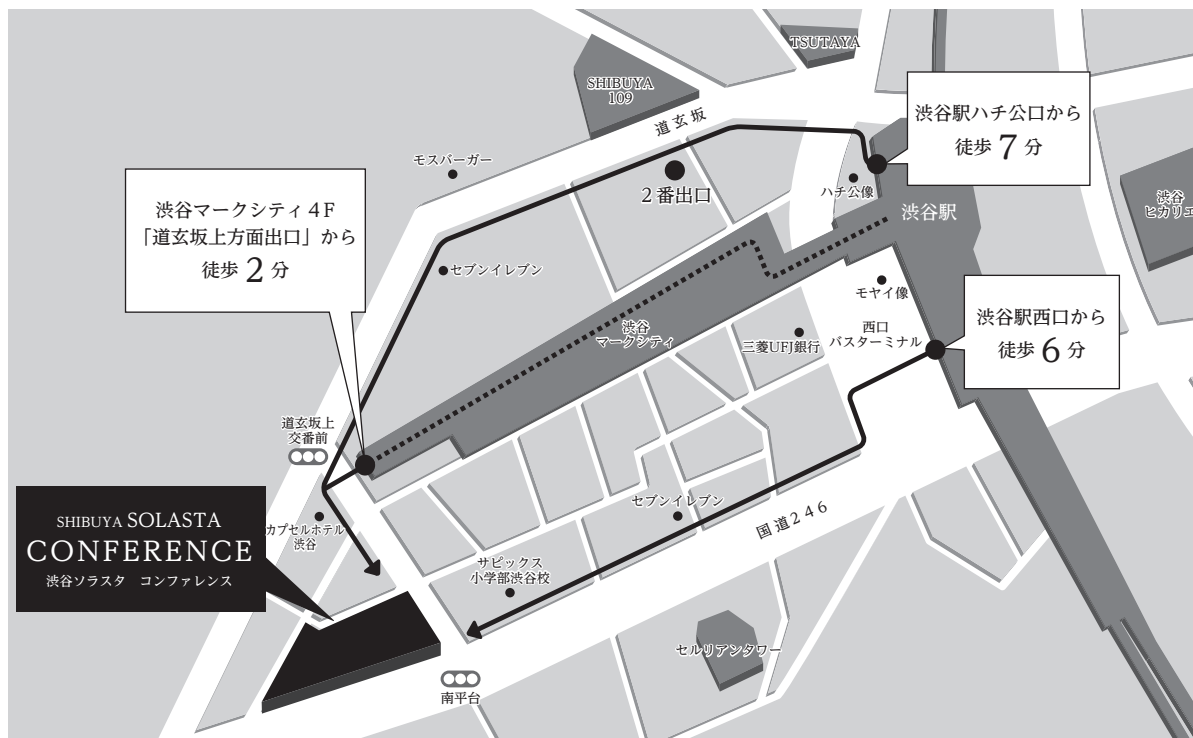 TSUTAYA
SHIBUYA
109
道玄坂
渋谷駅ハチ公口から
徒歩 7 分
モスバーガー
2番出口
ハチ公像
渋谷駅
渋谷
ヒカリエ
渋谷マークシティ4F
「道玄坂上方面出口」から
徒歩 2 分
セブンイレブン
モヤイ像
渋谷
マークシティ
三菱UFJ銀行
西口
バスターミナル
渋谷駅西口から
徒歩 6 分
道玄坂上
交番前
SHIBUYA SOLASTA
CONFERENCE
渋谷ソラスタ　コンファレンス
カプセルホテル
渋谷
セブンイレブン
国道246
サピックス
小学部渋谷校
セルリアンタワー
南平台